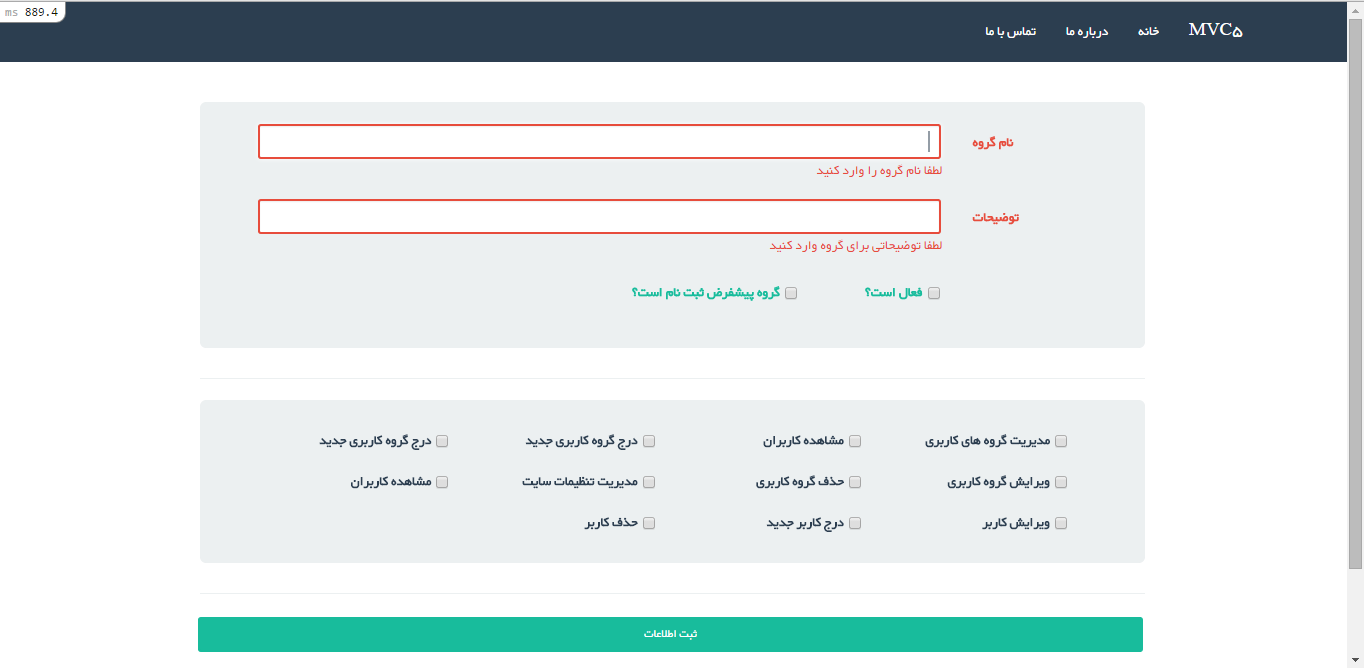 ms 889.4
MVC۵ خانه درباره ما تماس با ما
نام گروه
لطفا نام گروه را وارد کنید
توضیحات
لطفا توضیحاتی برای گروه وارد کنید
فعال است؟ گروه پیشفرض ثبت نام است؟
مدیریت گروه های کاربری مشاهده کاربران درج گروه کاربری جدید درج گروه کاربری جدید
ویرایش گروه کاربری حذف گروه کاربری مدیریت تنظیمات سایت مشاهده کاربران
ویرایش کاربر درج کاربر جدید حذف کاربر
ثبت اطلاعات